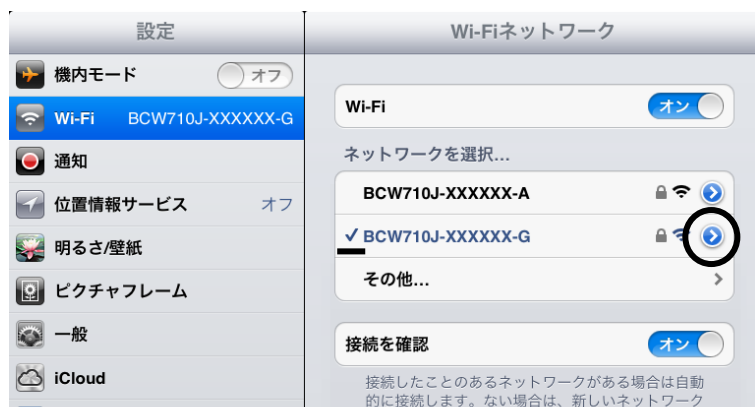 設定
機内モード オフ
Wi-Fi BCW710J-XXXXXX-G
通知
位置情報サービス オフ
明るさ/壁紙
ピクチャフレーム
一般
iCloud
Wi-Fiネットワーク
Wi-Fi オン
ネットワークを選択...
BCW710J-XXXXXX-A
✓ BCW710J-XXXXXX-G
その他...
接続を確認 オン
接続したことのあるネットワークがある場合は自動
的に接続します。ない場合は、新しいネットワーク